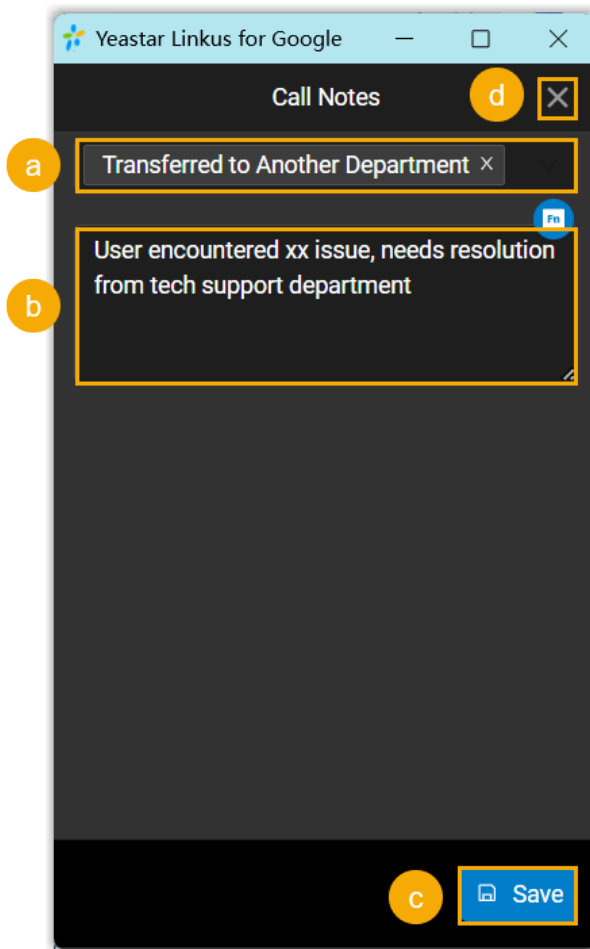 Yeastar Linkus for Google
Call Notes
d
a
Transferred to Another Department X
Fn
User encountered xx issue, needs resolution
from tech support department
b
c
Save